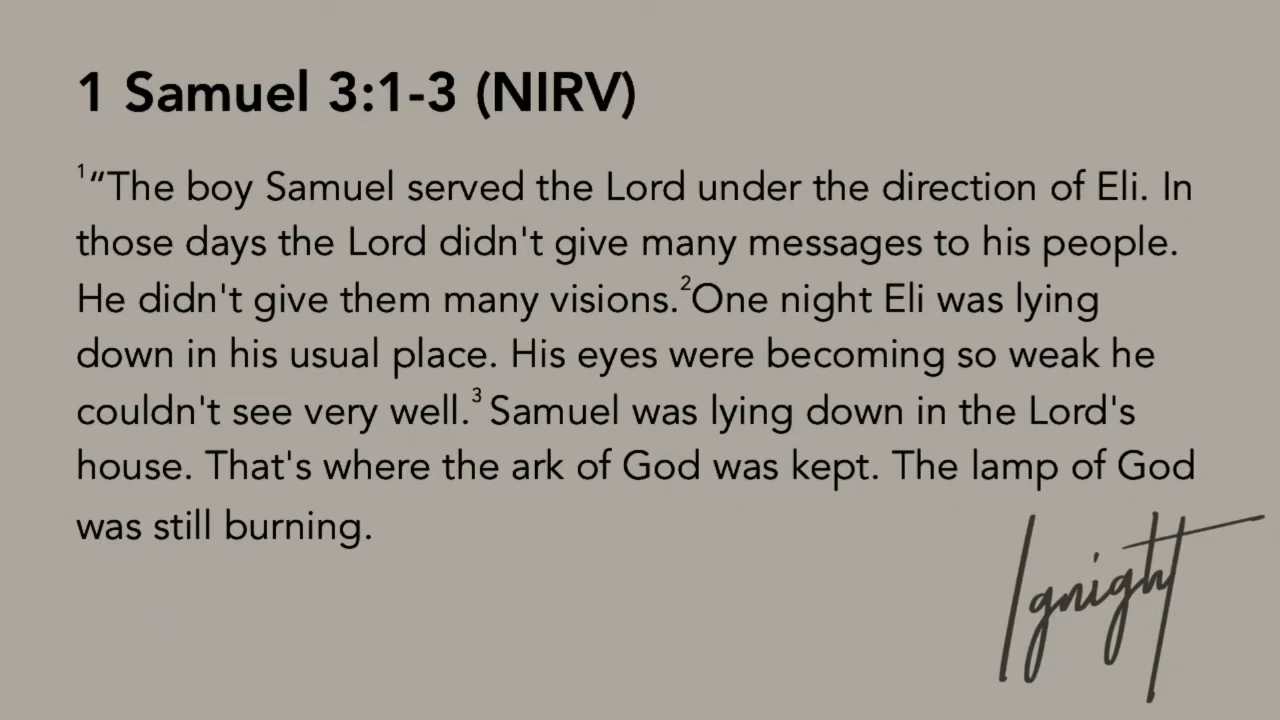 1 Samuel 3:1-3 (NIRV)
1 “The boy Samuel served the Lord under the direction of Eli. In
those days the Lord didn't give many messages to his people.
He didn't give them many visions.2 One night Eli was lying
down in his usual place. His eyes were becoming so weak he
couldn't see very well.3 Samuel was lying down in the Lord's
house. That's where the ark of God was kept. The lamp of God
was still burning.
Ignight